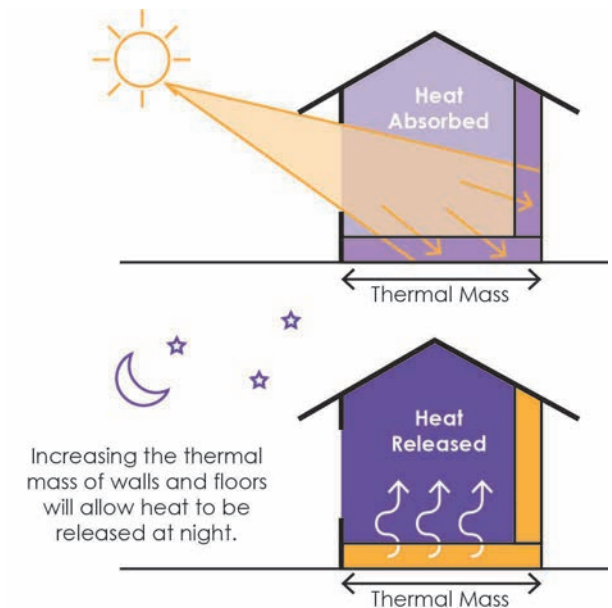 Heat
Absorbed
Thermal Mass
Heat
Released
Increasing the thermal
mass of walls and floors
will allow heat to be
released at night.
Thermal Mass